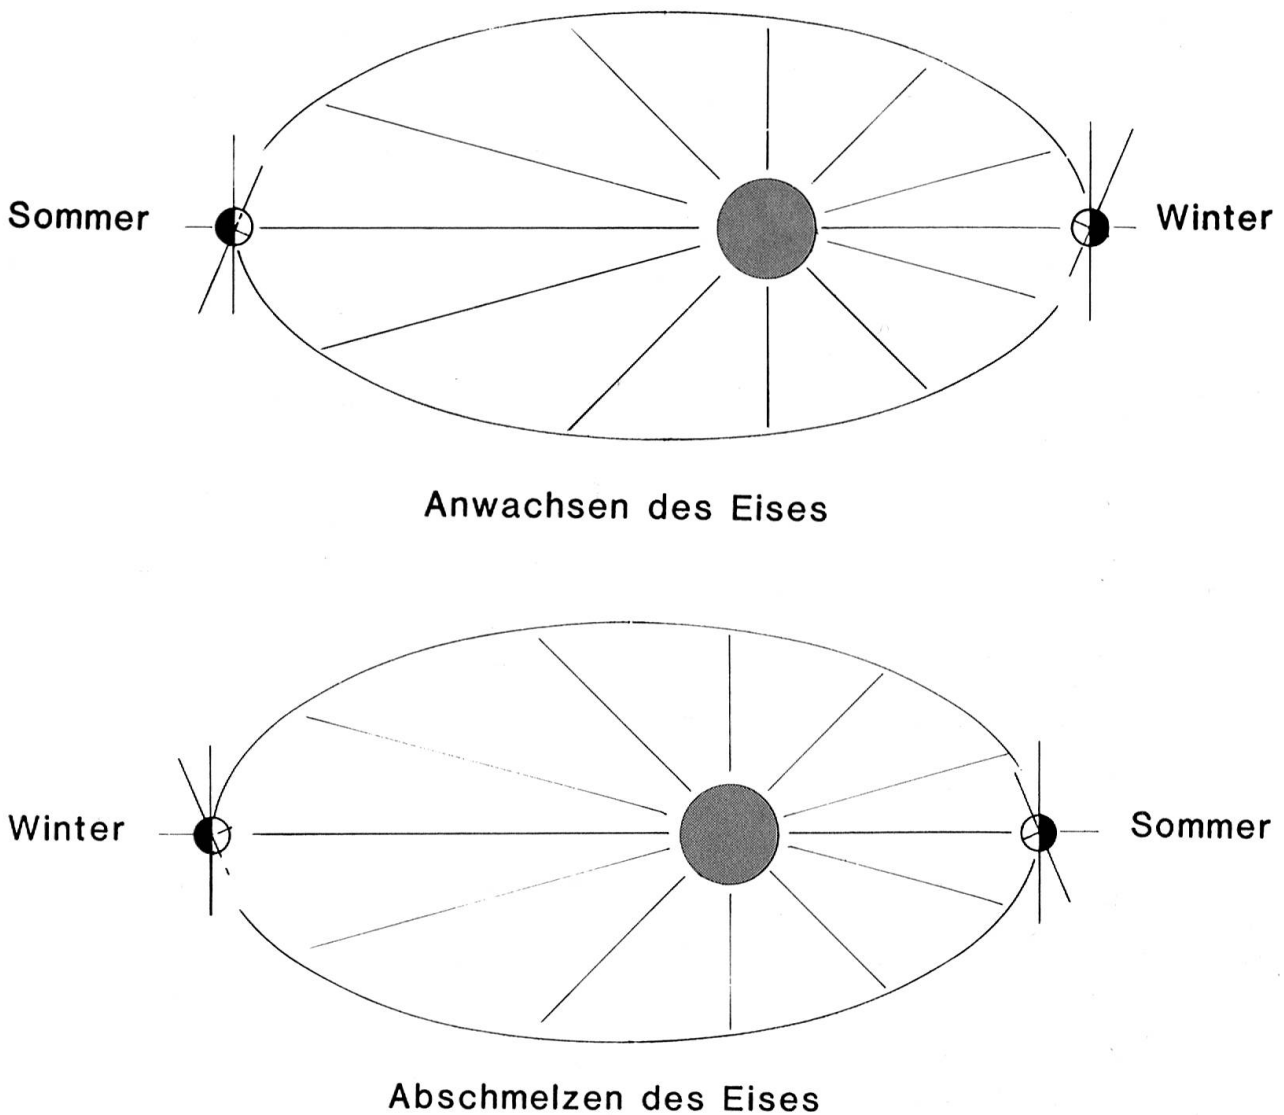 Sommer
Winter
Anwachsen des Eises
Winter
Sommer
Abschmelzen des Eises